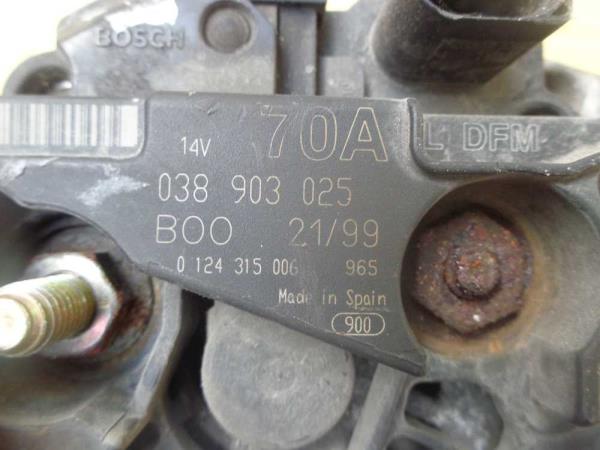 BOSCH
14V 70A L DFM
038 903 025
BOO 21/99
0 124 315 006 965
Made in Spain
900